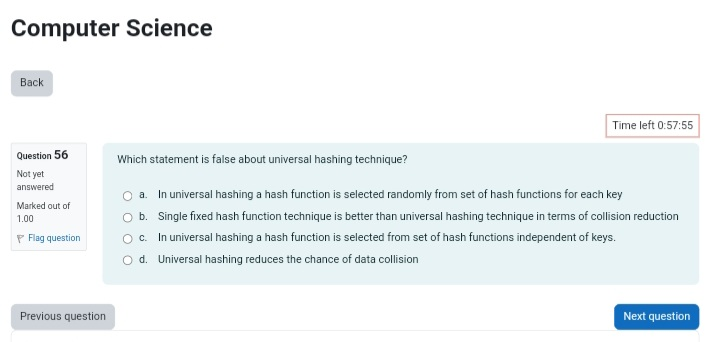 Computer Science
Back
Time left 0:57:55
Question 56
Not yet
answered
Marked out of
1.00
Flag question
Which statement is false about universal hashing technique?
a. In universal hashing a hash function is selected randomly from set of hash functions for each key
b. Single fixed hash function technique is better than universal hashing technique in terms of collision reduction
c. In universal hashing a hash function is selected from set of hash functions independent of keys.
d. Universal hashing reduces the chance of data collision
Previous question
Next question